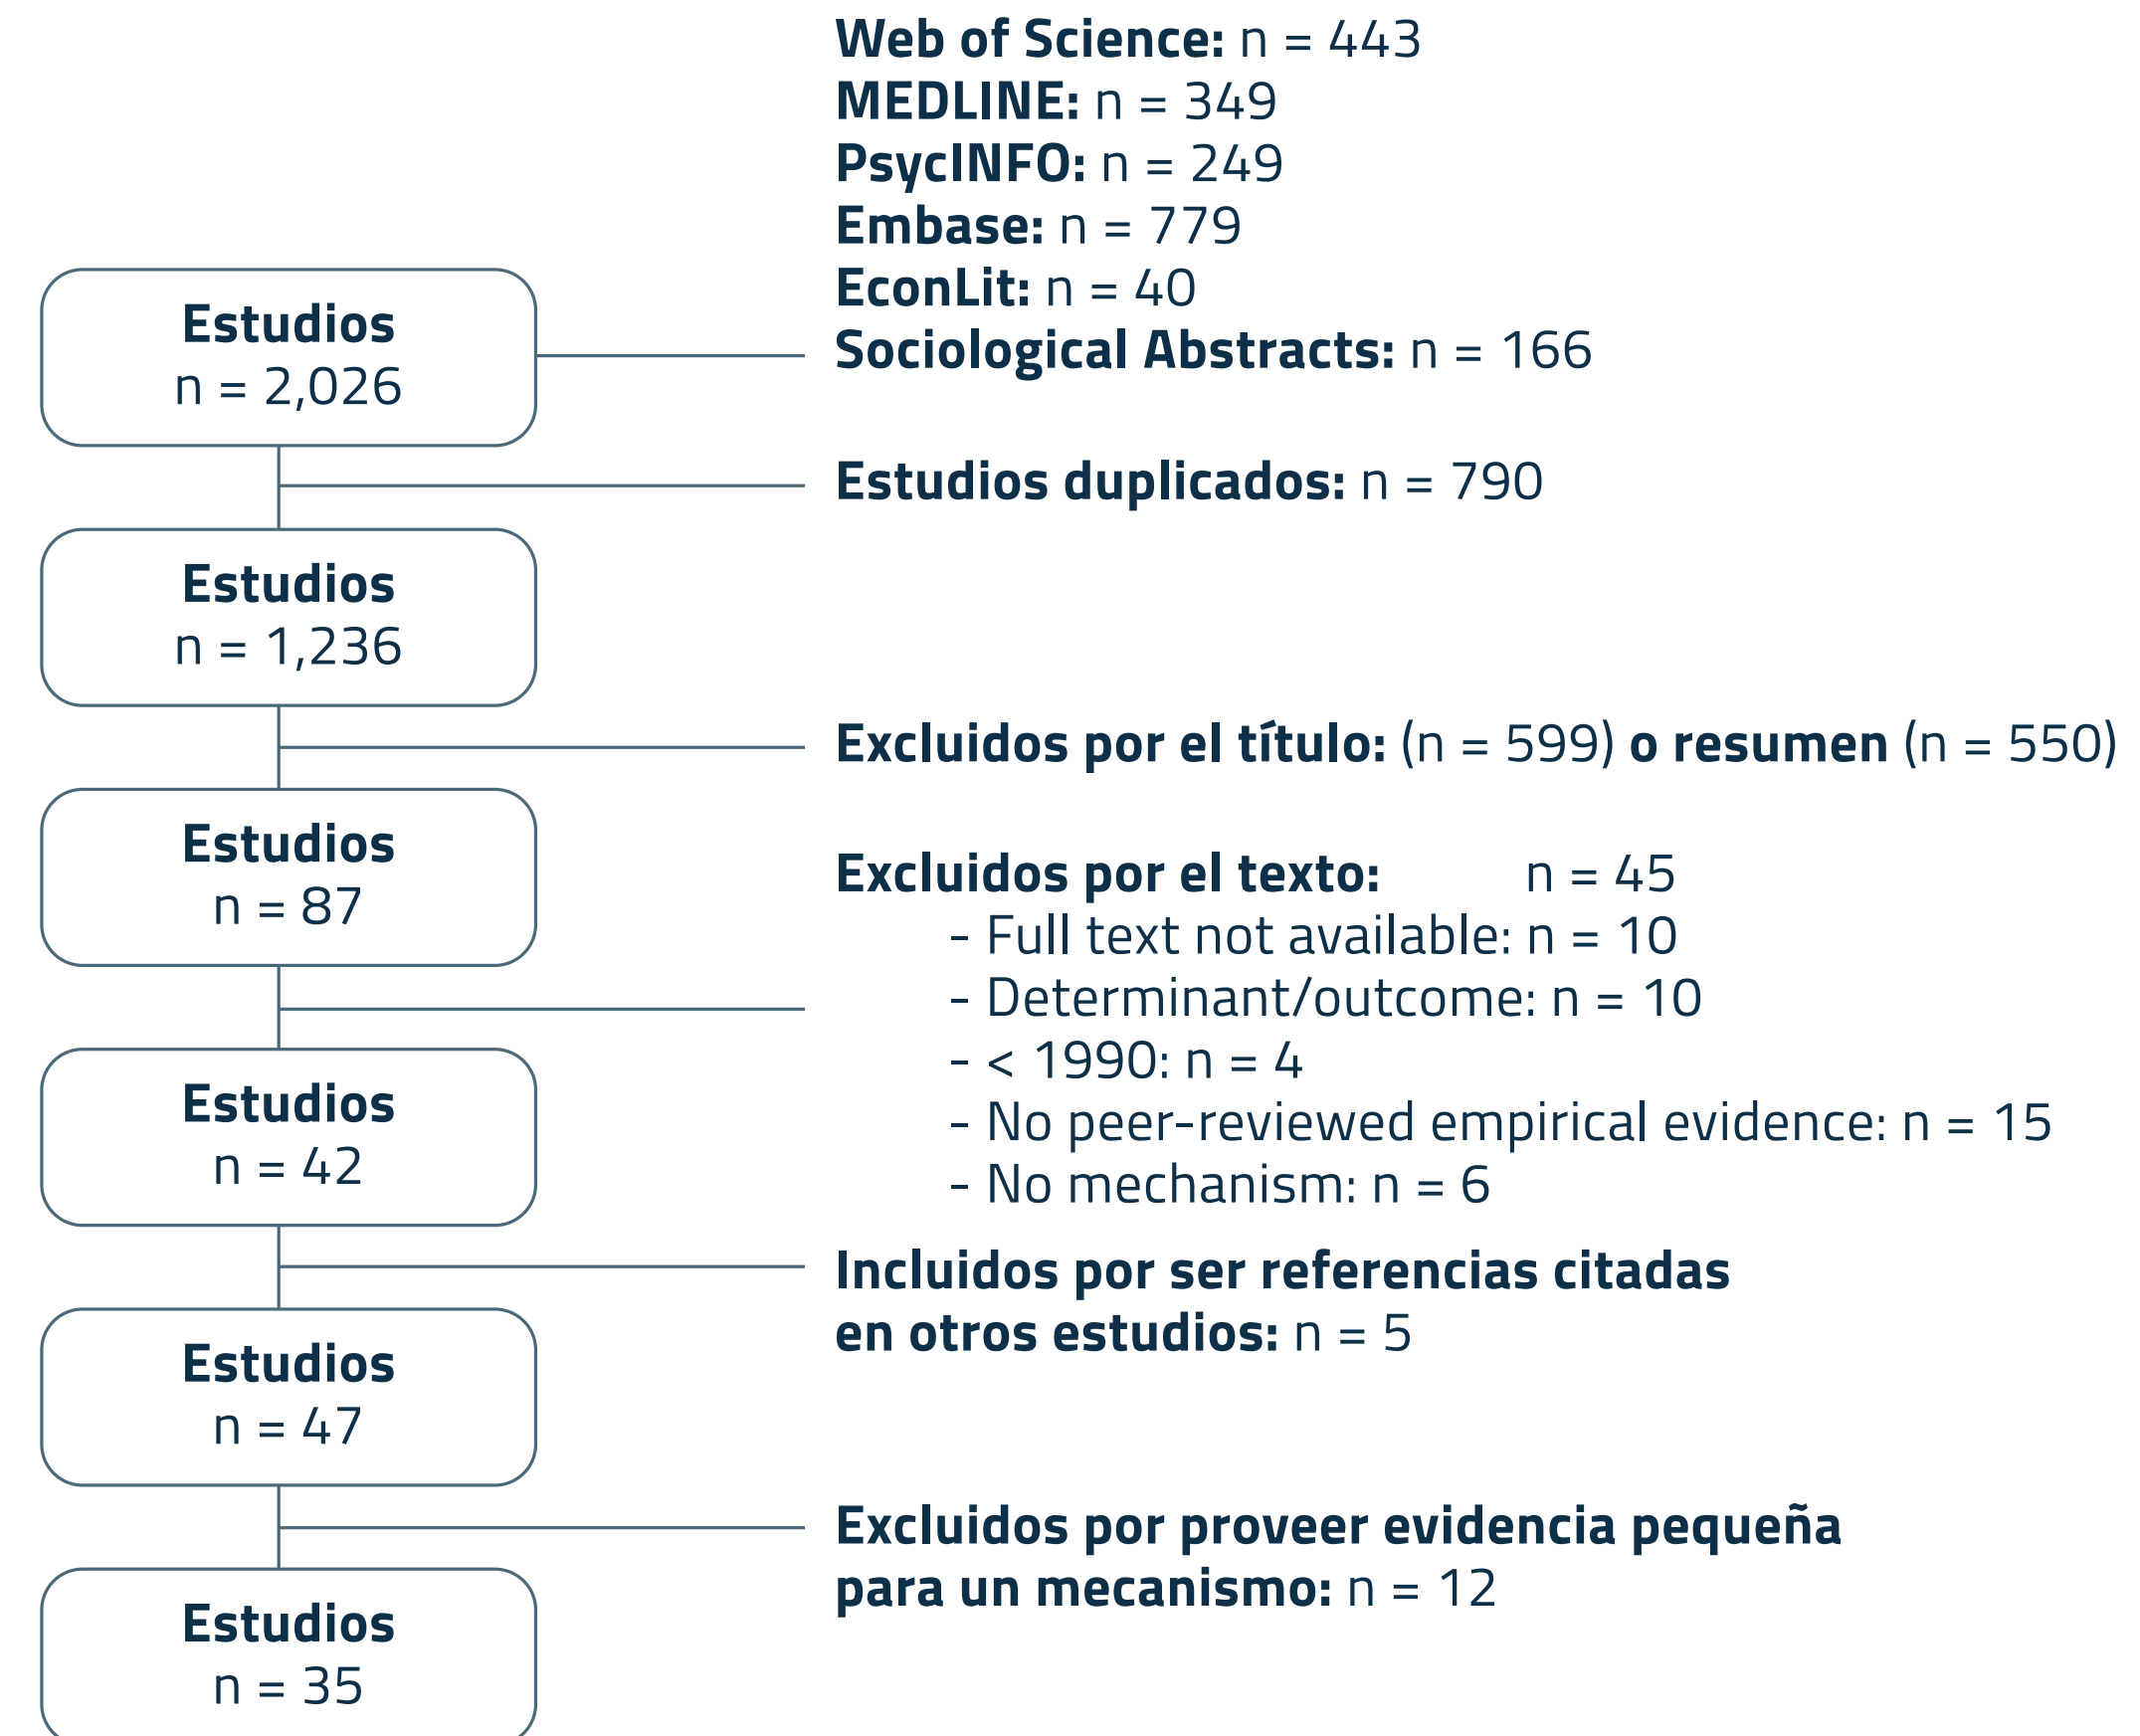 Web of Science: n = 443
MEDLINE: n = 349
PsycINFO: n = 249
Embase: n = 779
EconLit: n = 40
Sociological Abstracts: n = 166
Estudios
n = 2,026
Estudios duplicados: n = 790
Estudios
n = 1,236
Excluidos por el título: (n = 599) o resumen (n = 550)
Estudios
n = 87
Excluidos por el texto: n = 45
- Full text not available: n = 10
- Determinant/outcome: n = 10
- < 1990: n = 4
- No peer-reviewed empirical evidence: n = 15
- No mechanism: n = 6
Estudios
n = 42
Incluidos por ser referencias citadas
en otros estudios: n = 5
Estudios
n = 47
Excluidos por proveer evidencia pequeña
para un mecanismo: n = 12
Estudios
n = 35